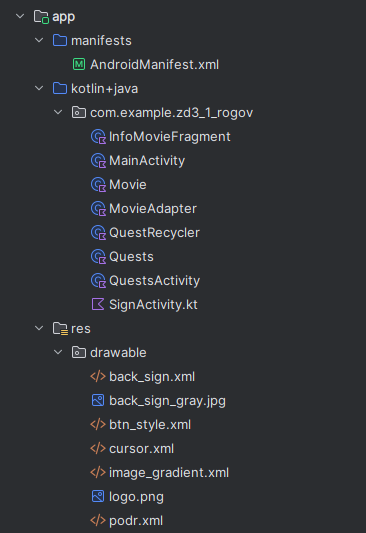 app
manifests
AndroidManifest.xml
kotlin+java
com.example.zd3_1_rogov
InfoMovieFragment
MainActivity
Movie
MovieAdapter
QuestRecycler
Quests
QuestsActivity
SignActivity.kt
res
drawable
back_sign.xml
back_sign_gray.jpg
btn_style.xml
cursor.xml
image_gradient.xml
logo.png
podr.xml